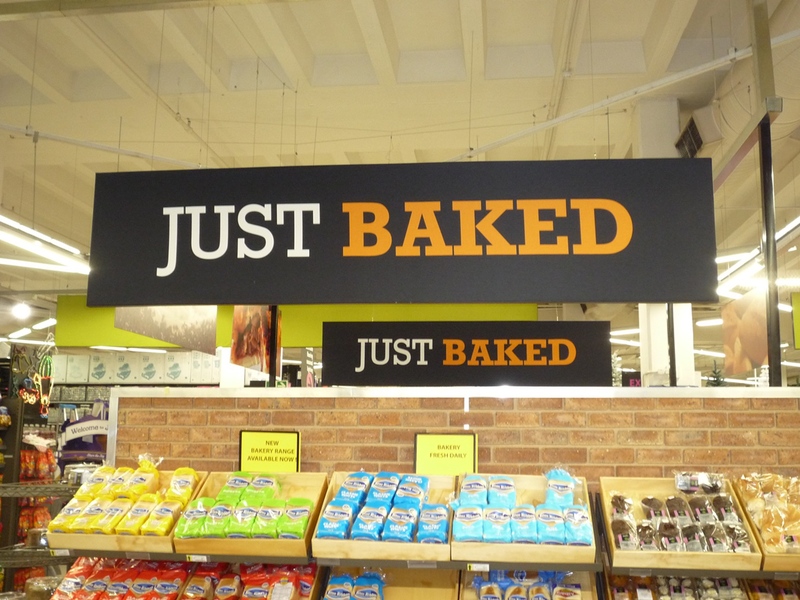 JUST BAKED
JUST BAKED
NEW
BAKERY RANGE
AVAILABLE NOW
BAKERY
FRESH DAILY
Welcome